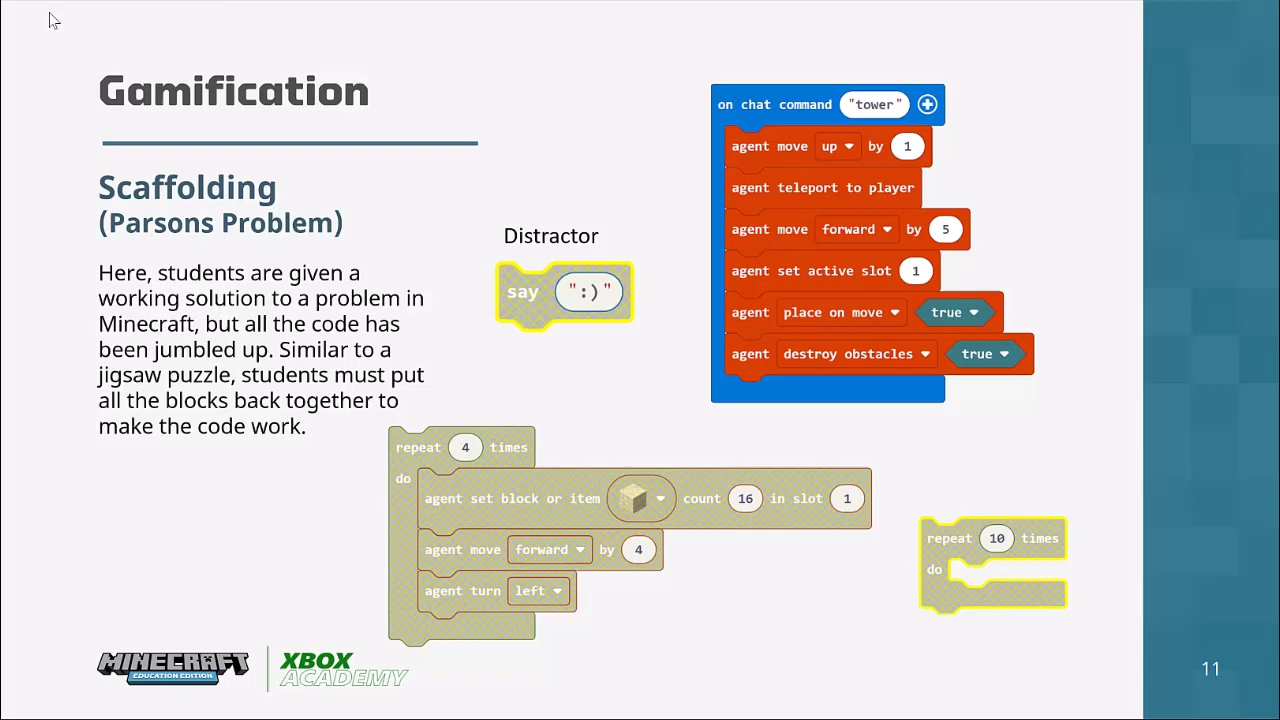 Gamification
Scaffolding
(Parsons Problem)
Here, students are given a
working solution to a problem in
Minecraft, but all the code has
been jumbled up. Similar to a
jigsaw puzzle, students must put
all the blocks back together to
make the code work.
Distractor
say ":)"
on chat command "tower"
agent move up by 1
agent teleport to player
agent move forward by 5
agent set active slot 1
agent place on move true
agent destroy obstacles true
repeat 4 times
do
agent set block or item count 16 in slot 1
agent move forward by 4
agent turn left
repeat 10 times
do
MINECRAFT
EDUCATION EDITION
XBOX
ACADEMY
11